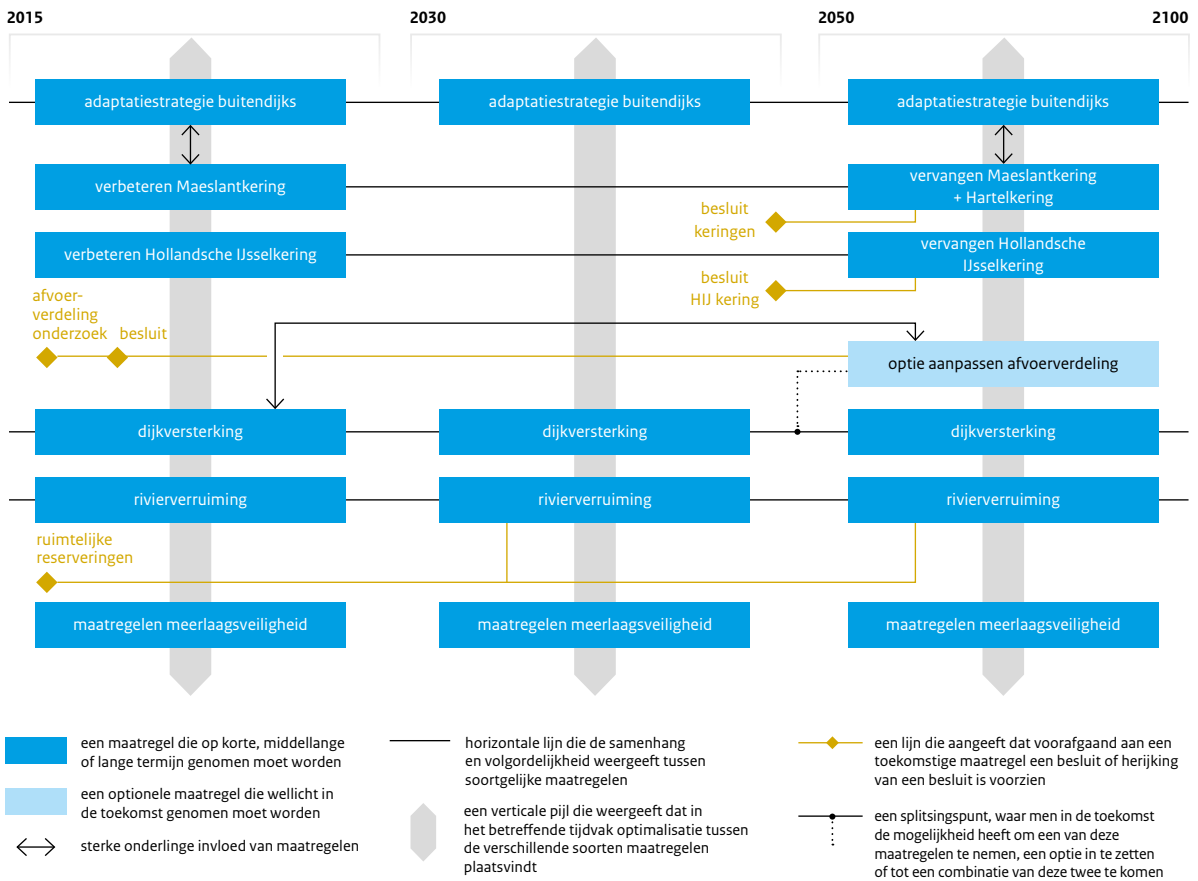 2015
2030
2050
2100
adaptatiestrategie buitendijks
adaptatiestrategie buitendijks
adaptatiestrategie buitendijks
verbeteren Maeslantkering
vervangen Maeslantkering
+ Hartelkering
besluit
keringen
verbeteren Hollandsche IJsselkering
vervangen Hollandsche
IJsselkering
besluit
HIJ kering
afvoer-
verdeling
onderzoek
besluit
optie aanpassen afvoerverdeling
dijkversterking
dijkversterking
dijkversterking
rivierverruiming
rivierverruiming
rivierverruiming
ruimtelijke
reserveringen
maatregelen meerlaagsveiligheid
maatregelen meerlaagsveiligheid
maatregelen meerlaagsveiligheid
een maatregel die op korte, middellange
of lange termijn genomen moet worden
een optionele maatregel die wellicht in
de toekomst genomen moet worden
sterke onderlinge invloed van maatregelen
horizontale lijn die de samenhang
en volgordelijkheid weergeeft tussen
soortgelijke maatregelen
een verticale pijl die weergeeft dat in
het betreffende tijdvak optimalisatie tussen
de verschillende soorten maatregelen
plaatsvindt
een lijn die aangeeft dat voorafgaand aan een
toekomstige maatregel een besluit of herijking
van een besluit is voorzien
een splitsingspunt, waar men in de toekomst
de mogelijkheid heeft om een van deze
maatregelen te nemen, een optie in te zetten
of tot een combinatie van deze twee te komen